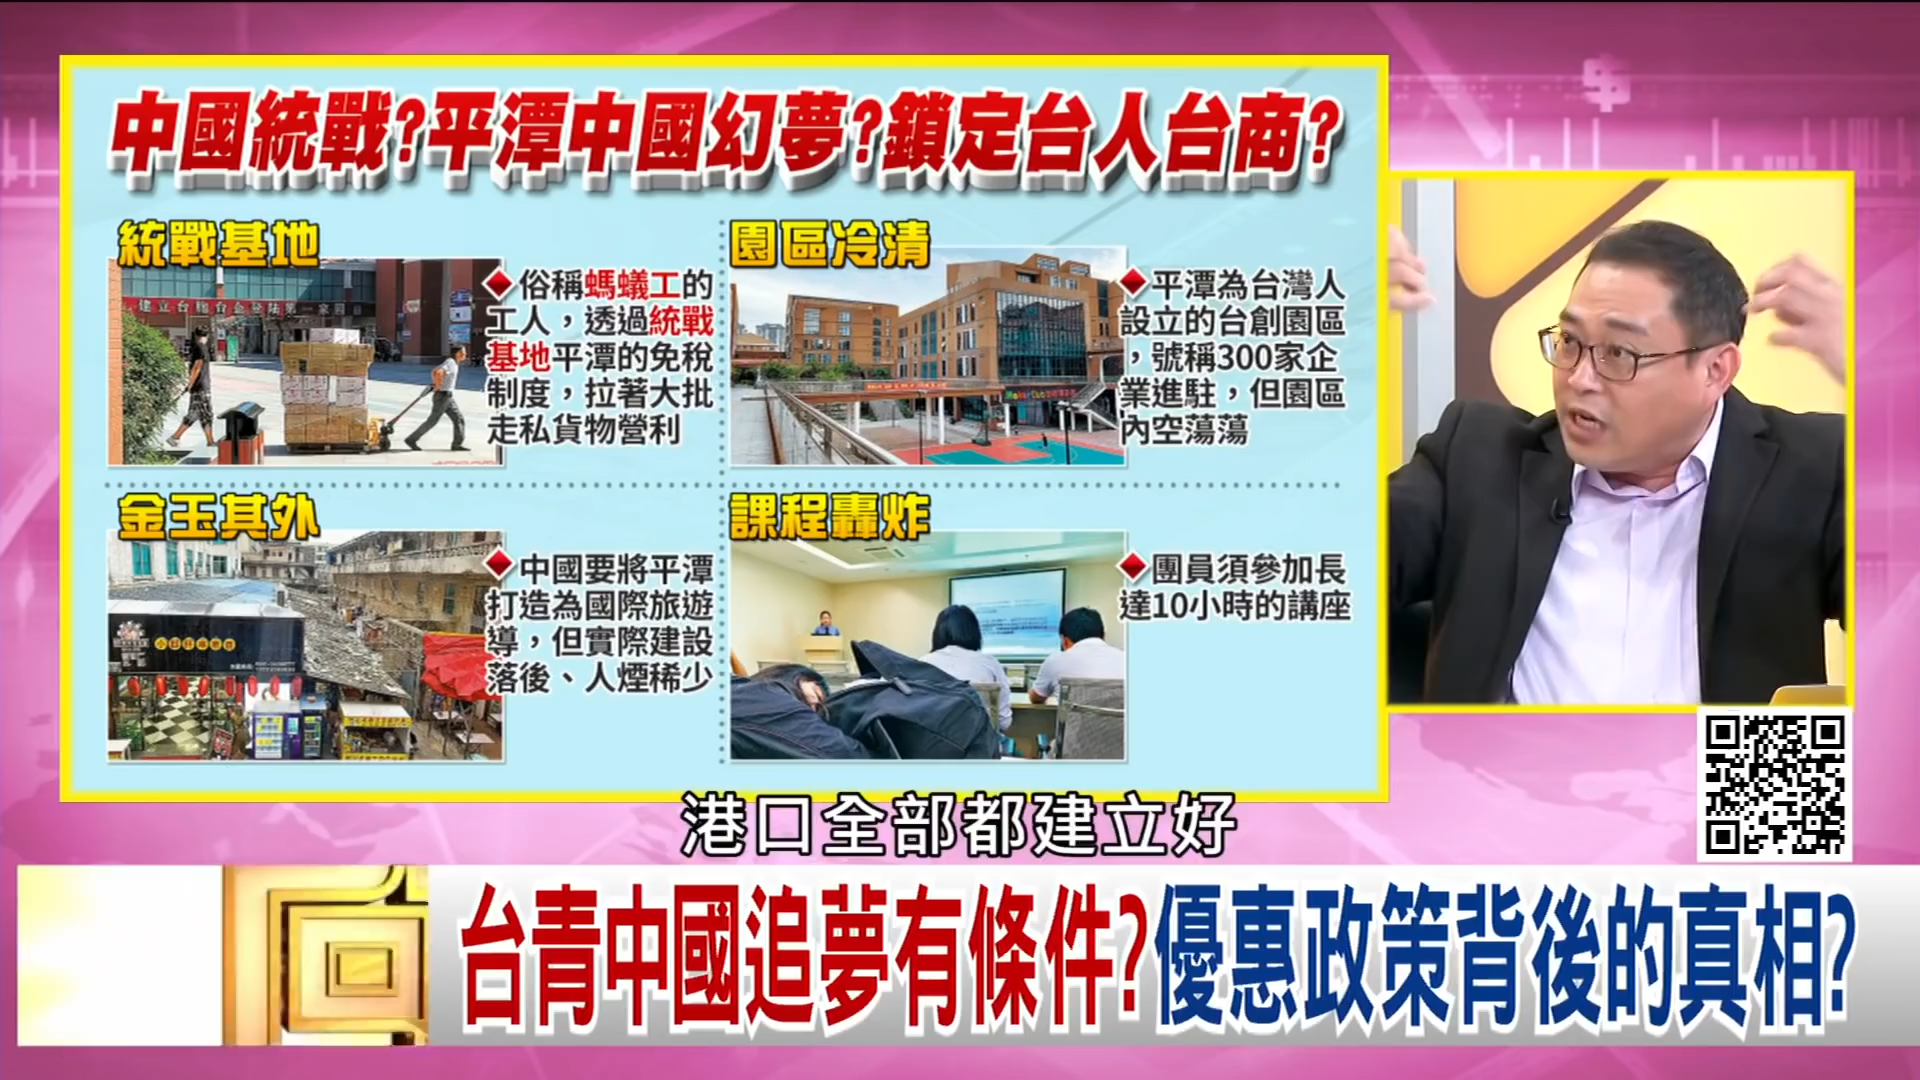 中國統戰?平潭中國幻夢?鎖定台人台商?
統戰基地
◆俗稱螞蟻工的
工人，透過統戰
基地平潭的免稅
制度，拉著大批
走私貨物營利
園區冷清
◆平潭為台灣人
設立的台創園區
，號稱300家企
業進駐，但園區
內空蕩蕩
金玉其外
◆中國要將平潭
打造為國際旅遊
導，但實際建設
落後、人煙稀少
課程轟炸
◆團員須參加長
達10小時的講座
港口全部都建立好
台青中國追夢有條件?優惠政策背後的真相?